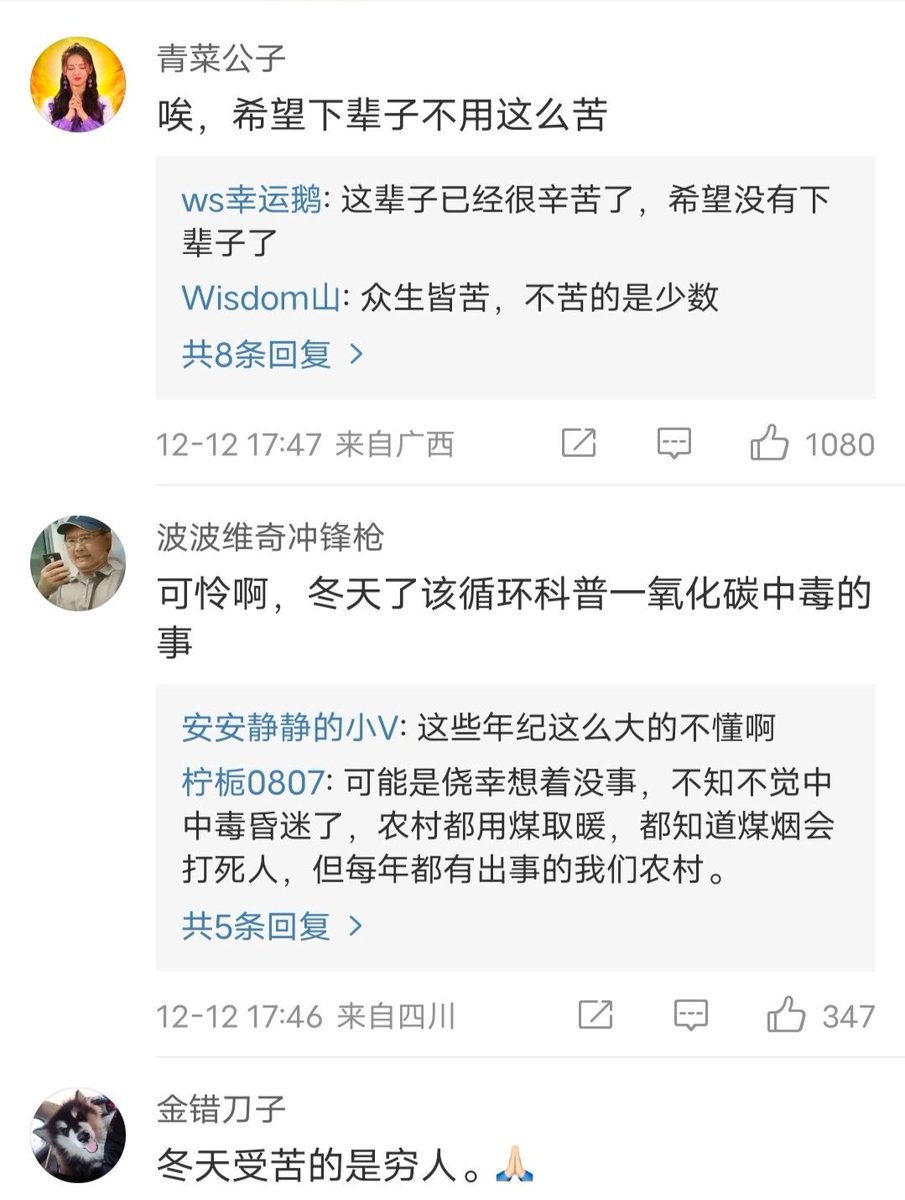 青菜公子
唉，希望下辈子不用这么苦
ws幸运鹅: 这辈子已经很辛苦了，希望没有下
辈子了
Wisdom山: 众生皆苦，不苦的是少数
共8条回复 >
12-12 17:47 来自广西 1080
波波维奇冲锋枪
可怜啊，冬天了该循环科普一氧化碳中毒的
事
安安静静的小V: 这些年纪这么大的不懂啊
柠栀0807: 可能是侥幸想着没事，不知不觉中
中毒昏迷了，农村都用煤取暖，都知道煤烟会
打死人，但每年都有出事的我们农村。
共5条回复 >
12-12 17:46 来自四川 347
金错刀子
冬天受苦的是穷人。🙏🏻